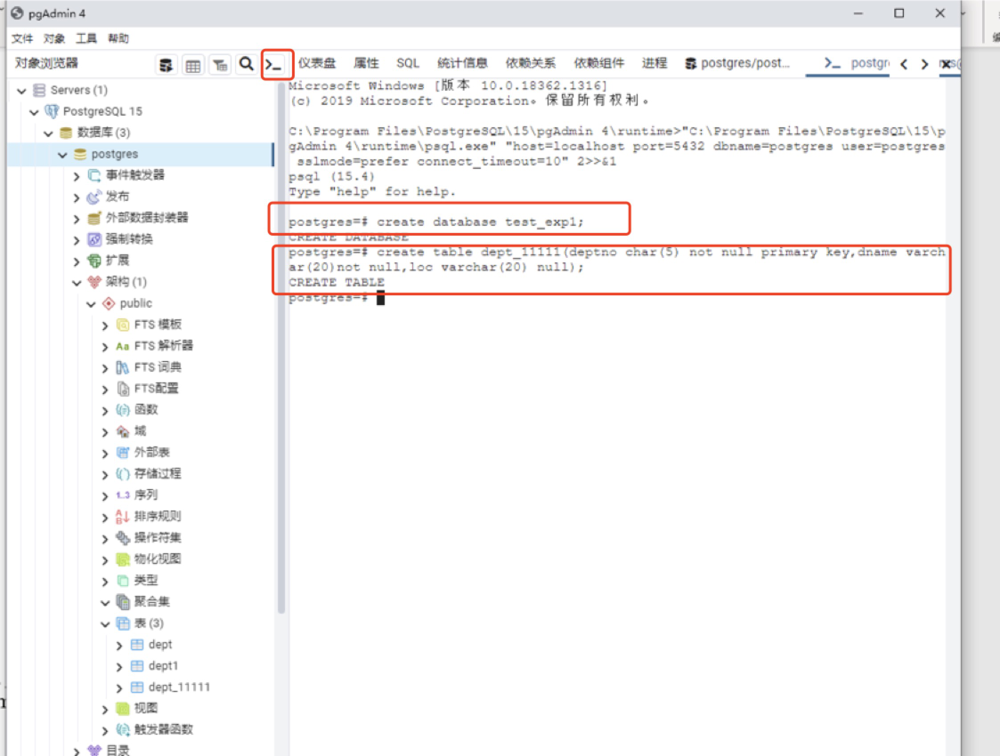 pgAdmin 4
文件 对象 工具 帮助
对象浏览器
仪表盘 属性 SQL 统计信息 依赖关系 依赖组件 进程 postgres/post... postgr
Servers (1)
PostgreSQL 15
数据库 (3)
postgres
事件触发器
发布
外部数据封装器
强制转换
扩展
架构 (1)
public
FTS 模板
Aa FTS 解析器
FTS 词典
FTS配置
函数
域
外部表
存储过程
1..3 序列
排序规则
操作符集
物化视图
类型
聚合集
表 (3)
dept
dept1
dept_11111
视图
触发器函数
目录
Microsoft Windows [版本 10.0.18362.1316]
(c) 2019 Microsoft Corporation。保留所有权利。
C:\Program Files\PostgreSQL\15\pgAdmin 4\runtime>"C:\Program Files\PostgreSQL\15\p
gAdmin 4\runtime\psql.exe" "host=localhost port=5432 dbname=postgres user=postgres
sslmode=prefer connect_timeout=10" 2>>&1
psql (15.4)
Type "help" for help.
postgres=# create database test_exp1;
CREATE DATABASE
postgres=# create table dept_11111(deptno char(5) not null primary key,dname varch
ar(20)not null,loc varchar(20) null);
CREATE TABLE
postgres=#